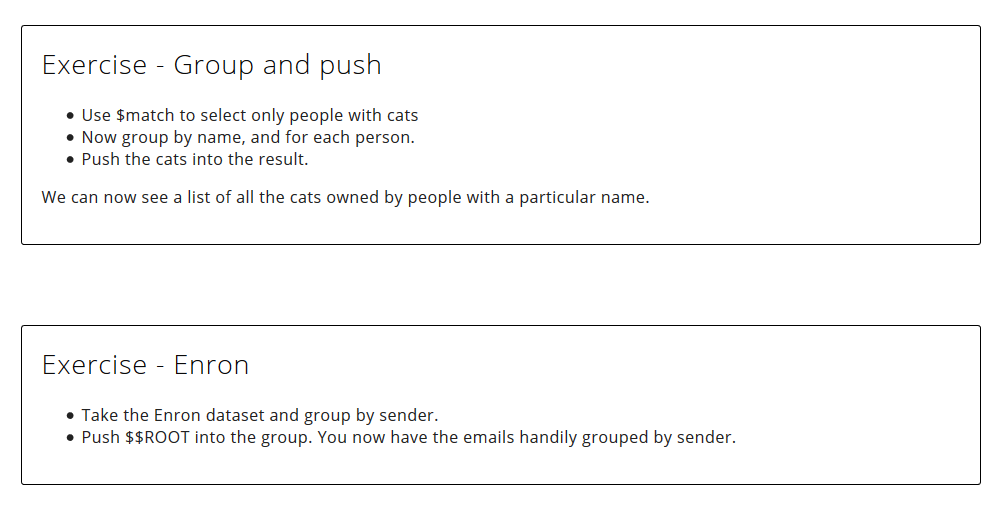 Exercise - Group and push
Use $match to select only people with cats
Now group by name, and for each person.
Push the cats into the result.
We can now see a list of all the cats owned by people with a particular name.
Exercise - Enron
Take the Enron dataset and group by sender.
Push $$ROOT into the group. You now have the emails handily grouped by sender.